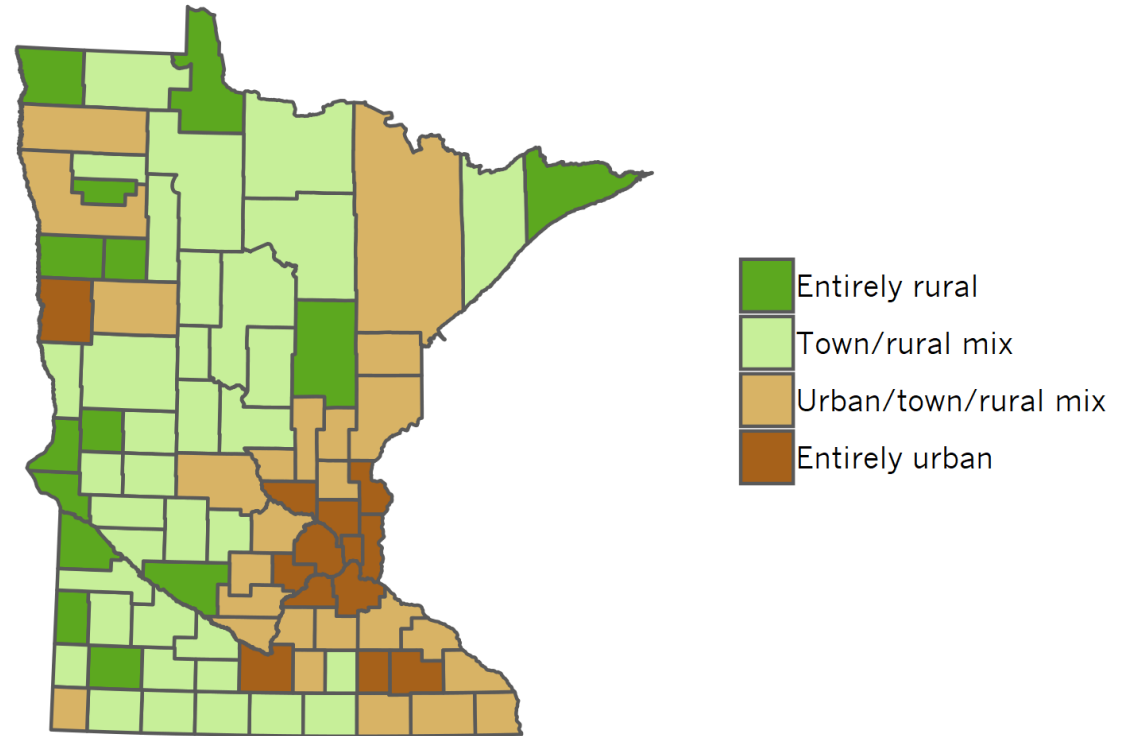 Entirely rural
Town/rural mix
Urban/town/rural mix
Entirely urban